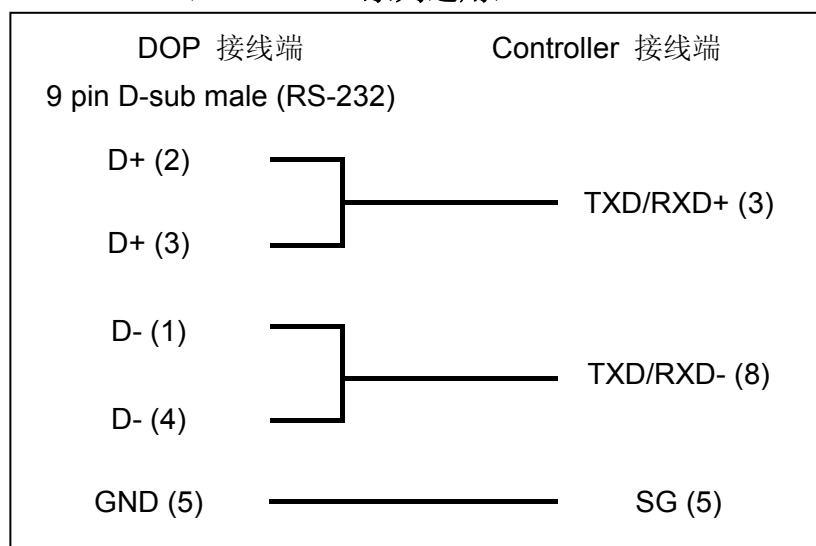 DOP 接线端 Controller 接线端
9 pin D-sub male (RS-232)
D+ (2)
TXD/RXD+ (3)
D+ (3)
D- (1)
TXD/RXD- (8)
D- (4)
GND (5) SG (5)